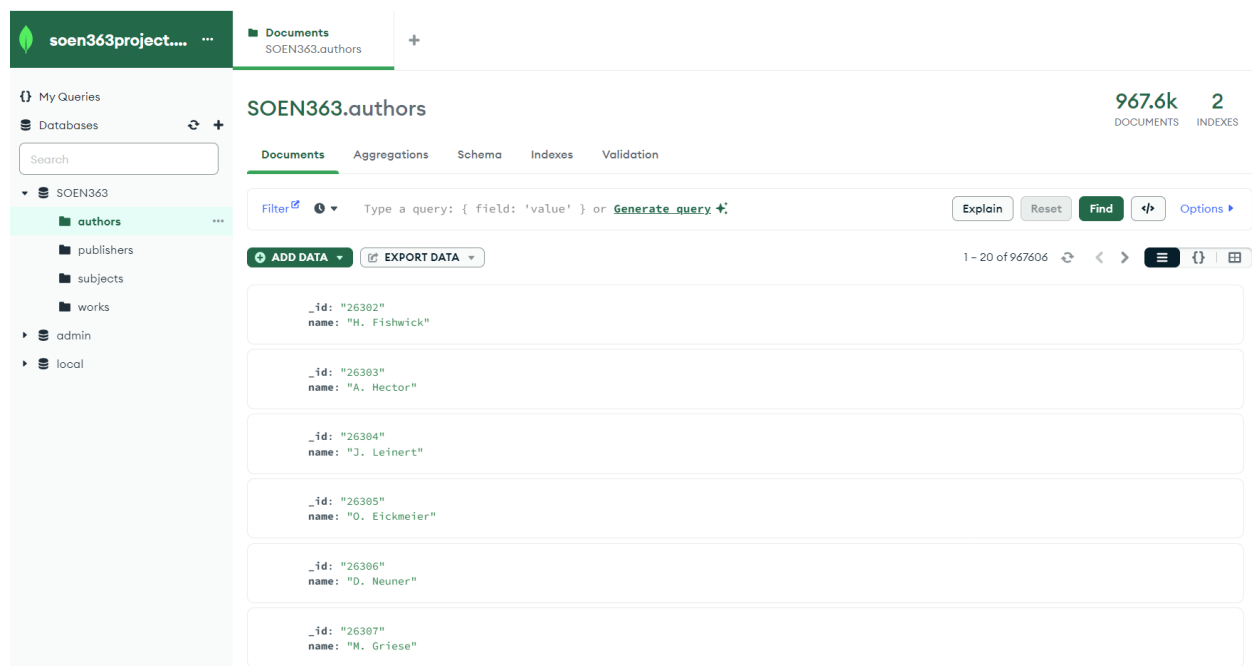 soen363project.... ...
Documents
SOEN363.authors
+
{} My Queries
Databases
+
Search
SOEN363
authors
...
publishers
subjects
works
admin
local
SOEN363.authors
967.6k
DOCUMENTS
2
INDEXES
Documents Aggregations Schema Indexes Validation
Filter Type a query: { field: 'value' } or Generate query Explain Reset Find </> Options
ADD DATA EXPORT DATA 1 – 20 of 967606 {}
_id: "26302"
name: "H. Fishwick"
_id: "26303"
name: "A. Hector"
_id: "26304"
name: "J. Leinert"
_id: "26305"
name: "O. Eickmeier"
_id: "26306"
name: "D. Neuner"
_id: "26307"
name: "M. Griese"